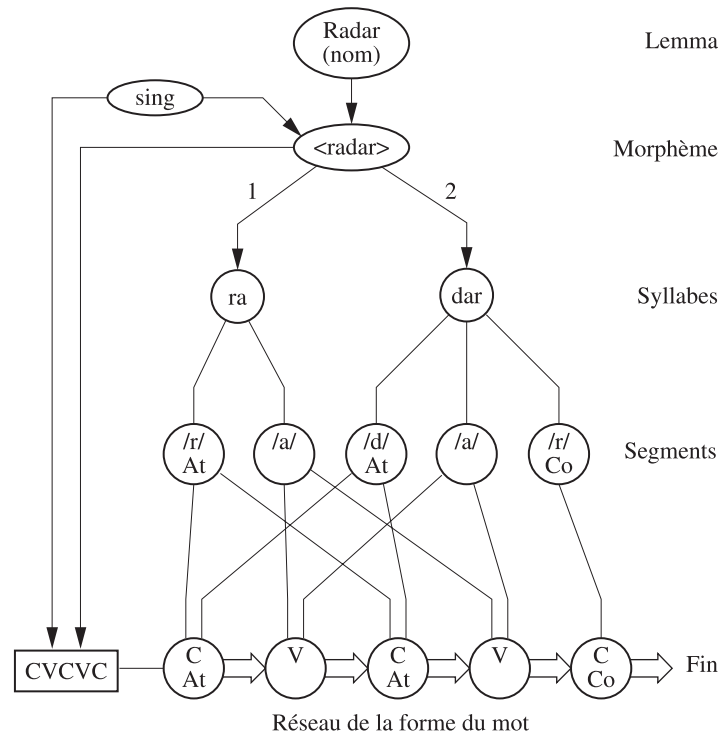 Radar
(nom)
Lemma
sing
<radar>
Morphème
1
2
ra
dar
Syllabes
/r/
At
/a/
/d/
At
/a/
/r/
Co
Segments
CVCVC
C
At
V
C
At
V
C
Co
Fin
Réseau de la forme du mot